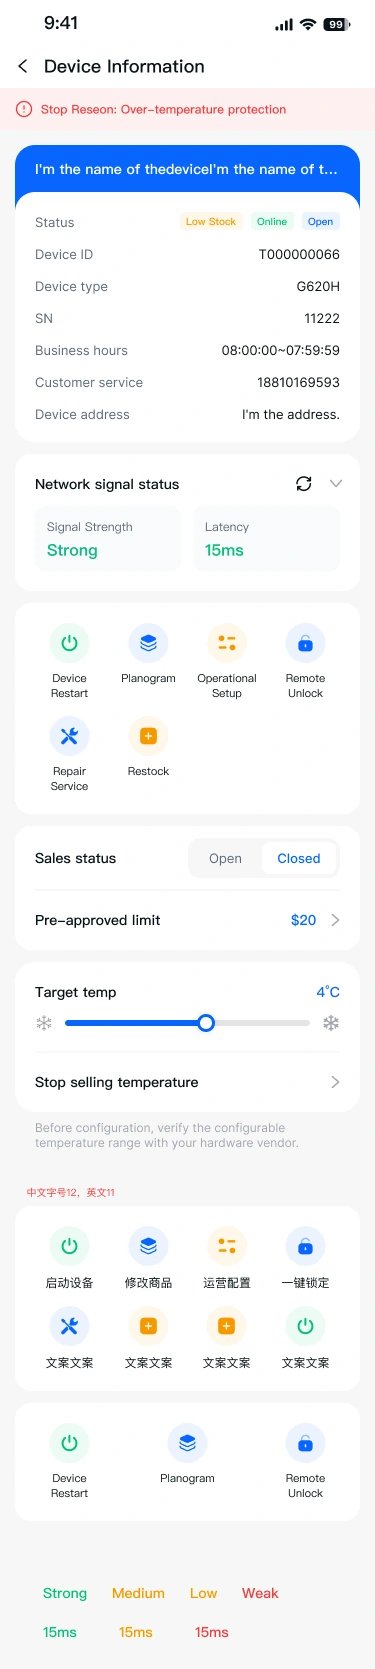 9:41
99
Device Information
Stop Reseon: Over-temperature protection
I'm the name of thedeviceI'm the name of t...
Status Low Stock Online Open
Device ID T000000066
Device type G620H
SN 11222
Business hours 08:00:00~07:59:59
Customer service 18810169593
Device address I'm the address.
Network signal status
Signal Strength Latency
Strong 15ms
Device Restart
Planogram
Operational Setup
Remote Unlock
Repair Service
Restock
Sales status Open Closed
Pre-approved limit $20
Target temp 4°C
Stop selling temperature
Before configuration, verify the configurable
temperature range with your hardware vendor.
中文字号12，英文11
启动设备 修改商品 运营配置 一键锁定
文案文案 文案文案 文案文案 文案文案
Device Restart
Planogram
Remote Unlock
Strong Medium Low Weak
15ms 15ms 15ms